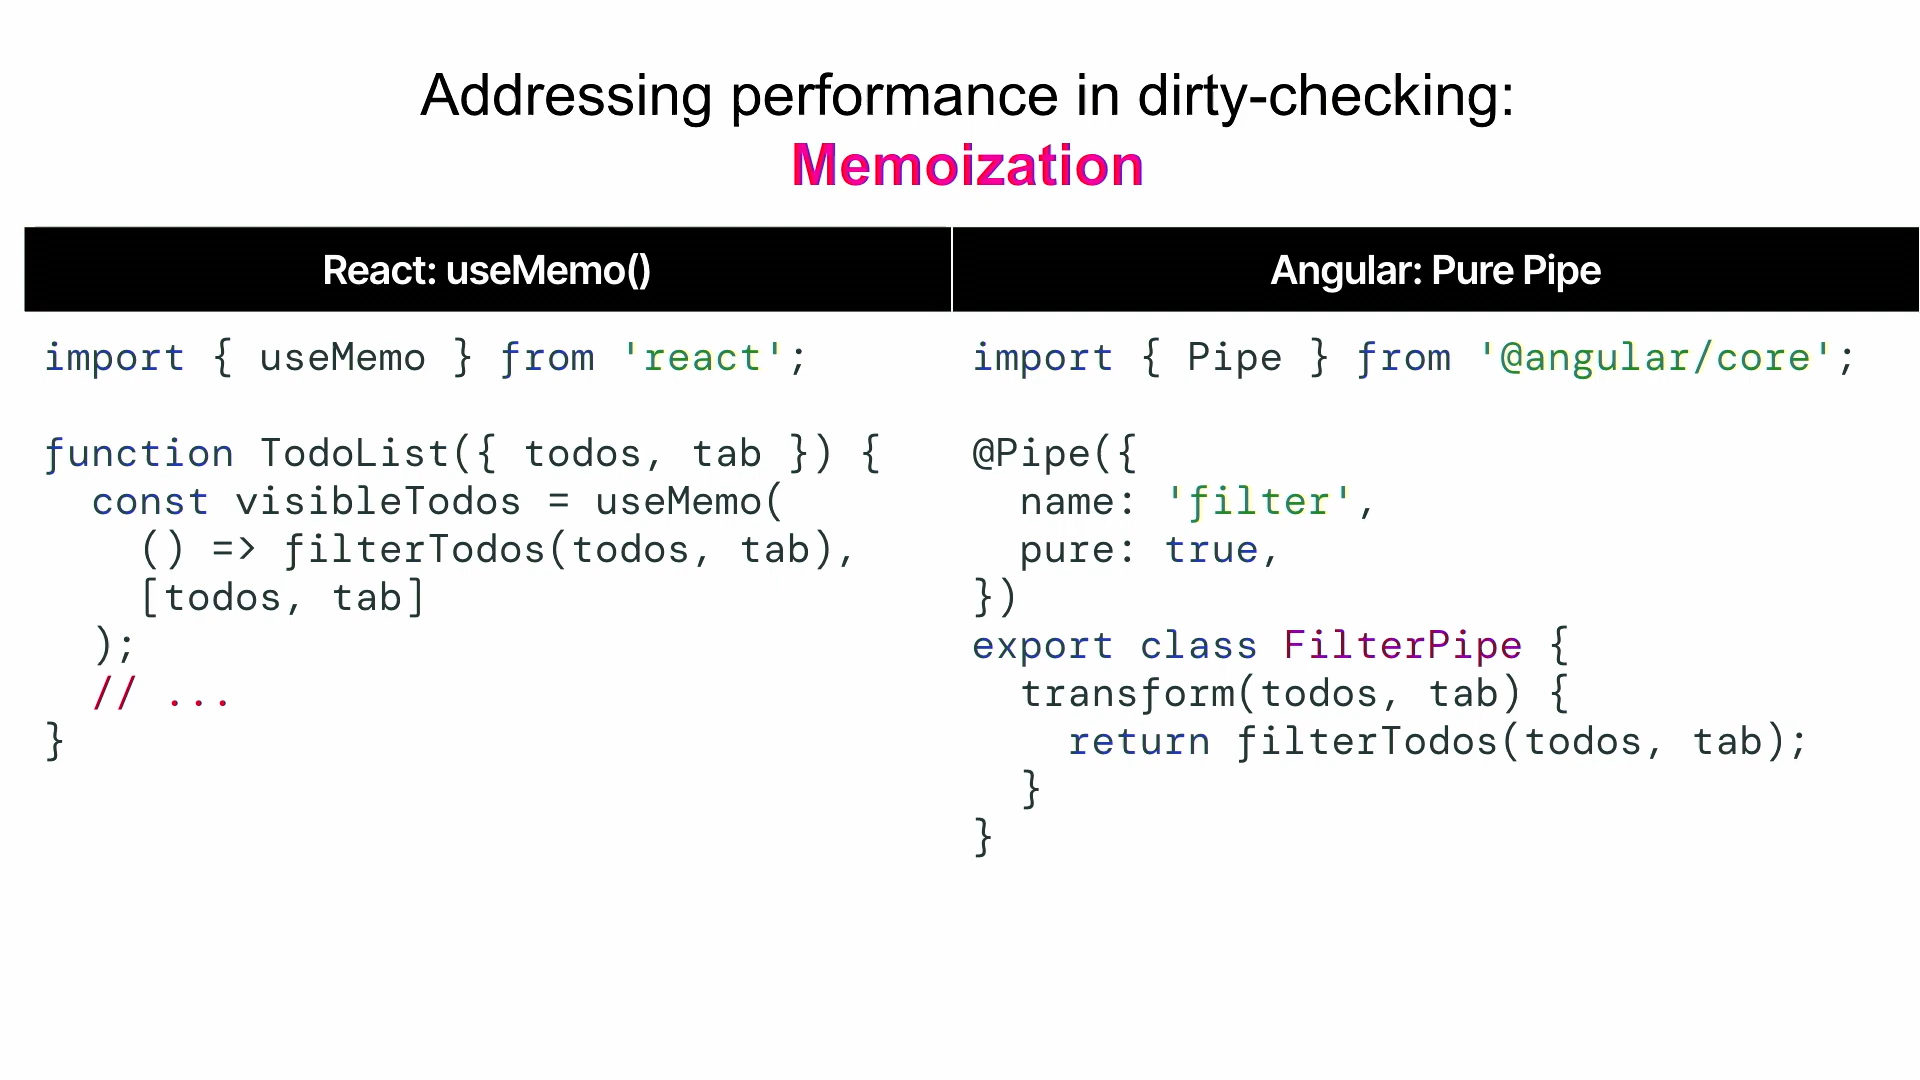 Addressing performance in dirty-checking:
Memoization
React: useMemo()
import { useMemo } from 'react';
function TodoList({ todos, tab }) {
  const visibleTodos = useMemo(
    () => filterTodos(todos, tab),
    [todos, tab]
  );
  // ...
}
Angular: Pure Pipe
import { Pipe } from '@angular/core';
@Pipe({
  name: 'filter',
  pure: true,
})
export class FilterPipe {
  transform(todos, tab) {
    return filterTodos(todos, tab);
  }
}